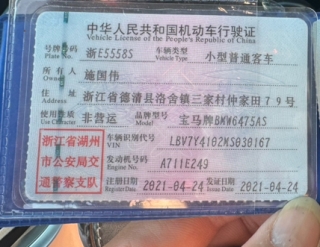 中华人民共和国机动车行驶证
Vehicle License of the People's Republic of China
号牌号码 浙E5558S 车辆类型 小型普通客车
Plate No. Vehicle Type
所有人 施国伟
Owner
住址 浙江省德清县洛舍镇三家村仲家田79号
Address
使用性质 非营运 品牌型号 宝马牌BMW6475AS
Use Character Model
浙江省湖州
市公安局交
通警察支队
车辆识别代号 LBV7Y4102MS030167
VIN
发动机号码 A711E249
Engine No.
注册日期 2021-04-24 发证日期 2021-04-24
Register Date Issue Date